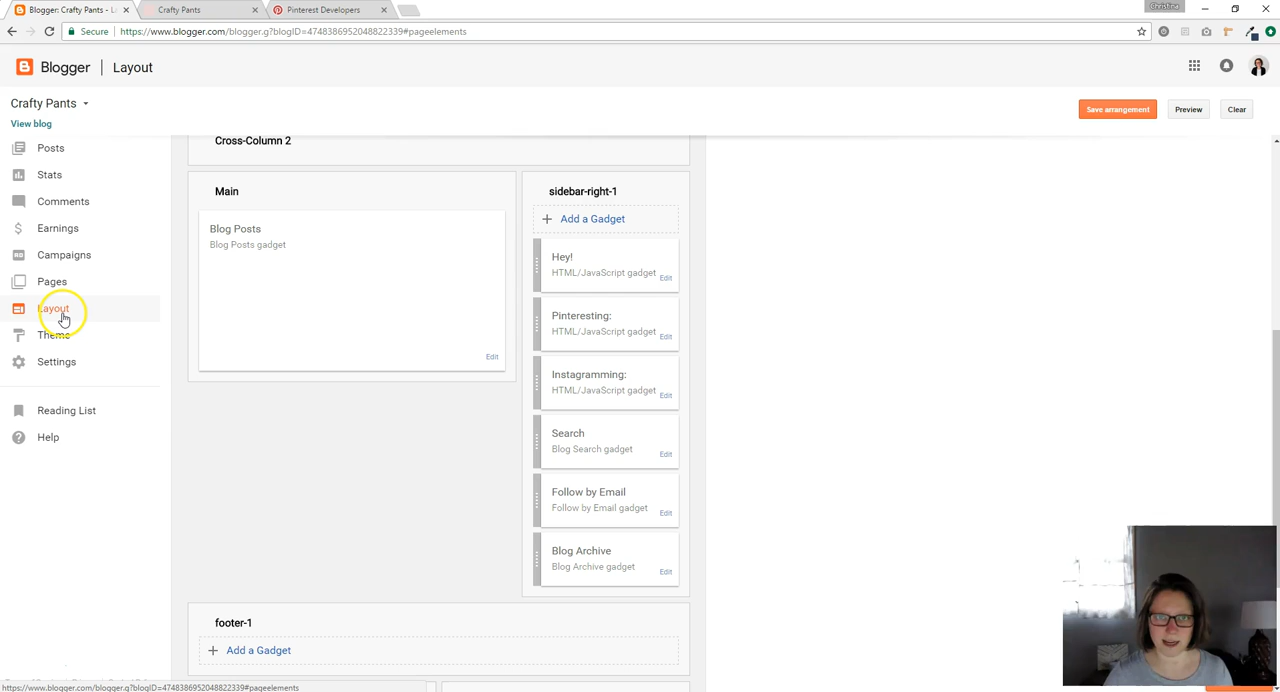 Blogger: Crafty Pants - L
Crafty Pants
Pinterest Developers
Christine
Secure
https://www.blogger.com/blogger.g?blogID=4748386952048822339#pageelements
Blogger
Layout
Crafty Pants
View blog
Save arrangement
Preview
Clear
Posts
Stats
Comments
Earnings
Campaigns
Pages
Layout
Theme
Settings
Reading List
Help
Cross-Column 2
Main
Blog Posts
Blog Posts gadget
Edit
sidebar-right-1
Add a Gadget
Hey!
HTML/JavaScript gadget
Edit
Pinteresting:
HTML/JavaScript gadget
Edit
Instagramming:
HTML/JavaScript gadget
Edit
Search
Blog Search gadget
Edit
Follow by Email
Follow by Email gadget
Edit
Blog Archive
Blog Archive gadget
Edit
footer-1
Add a Gadget
https://www.blogger.com/blogger.g?blogID=4748386952048822339#pageelements